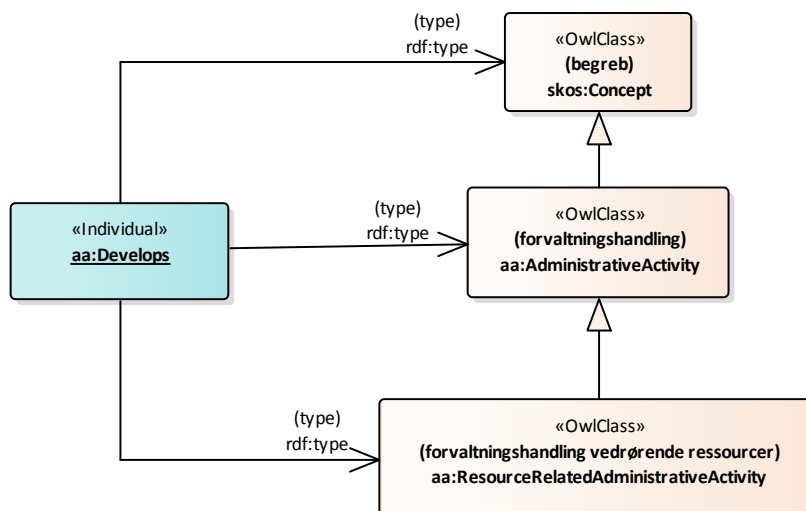 (type)
rdf:type
«OwlClass»
(begreb)
skos:Concept
«Individual»
aa:Develops
(type)
rdf:type
«OwlClass»
(forvaltningshandling)
aa:AdministrativeActivity
(type)
rdf:type
«OwlClass»
(forvaltningshandling vedrørende ressourcer)
aa:ResourceRelatedAdministrativeActivity